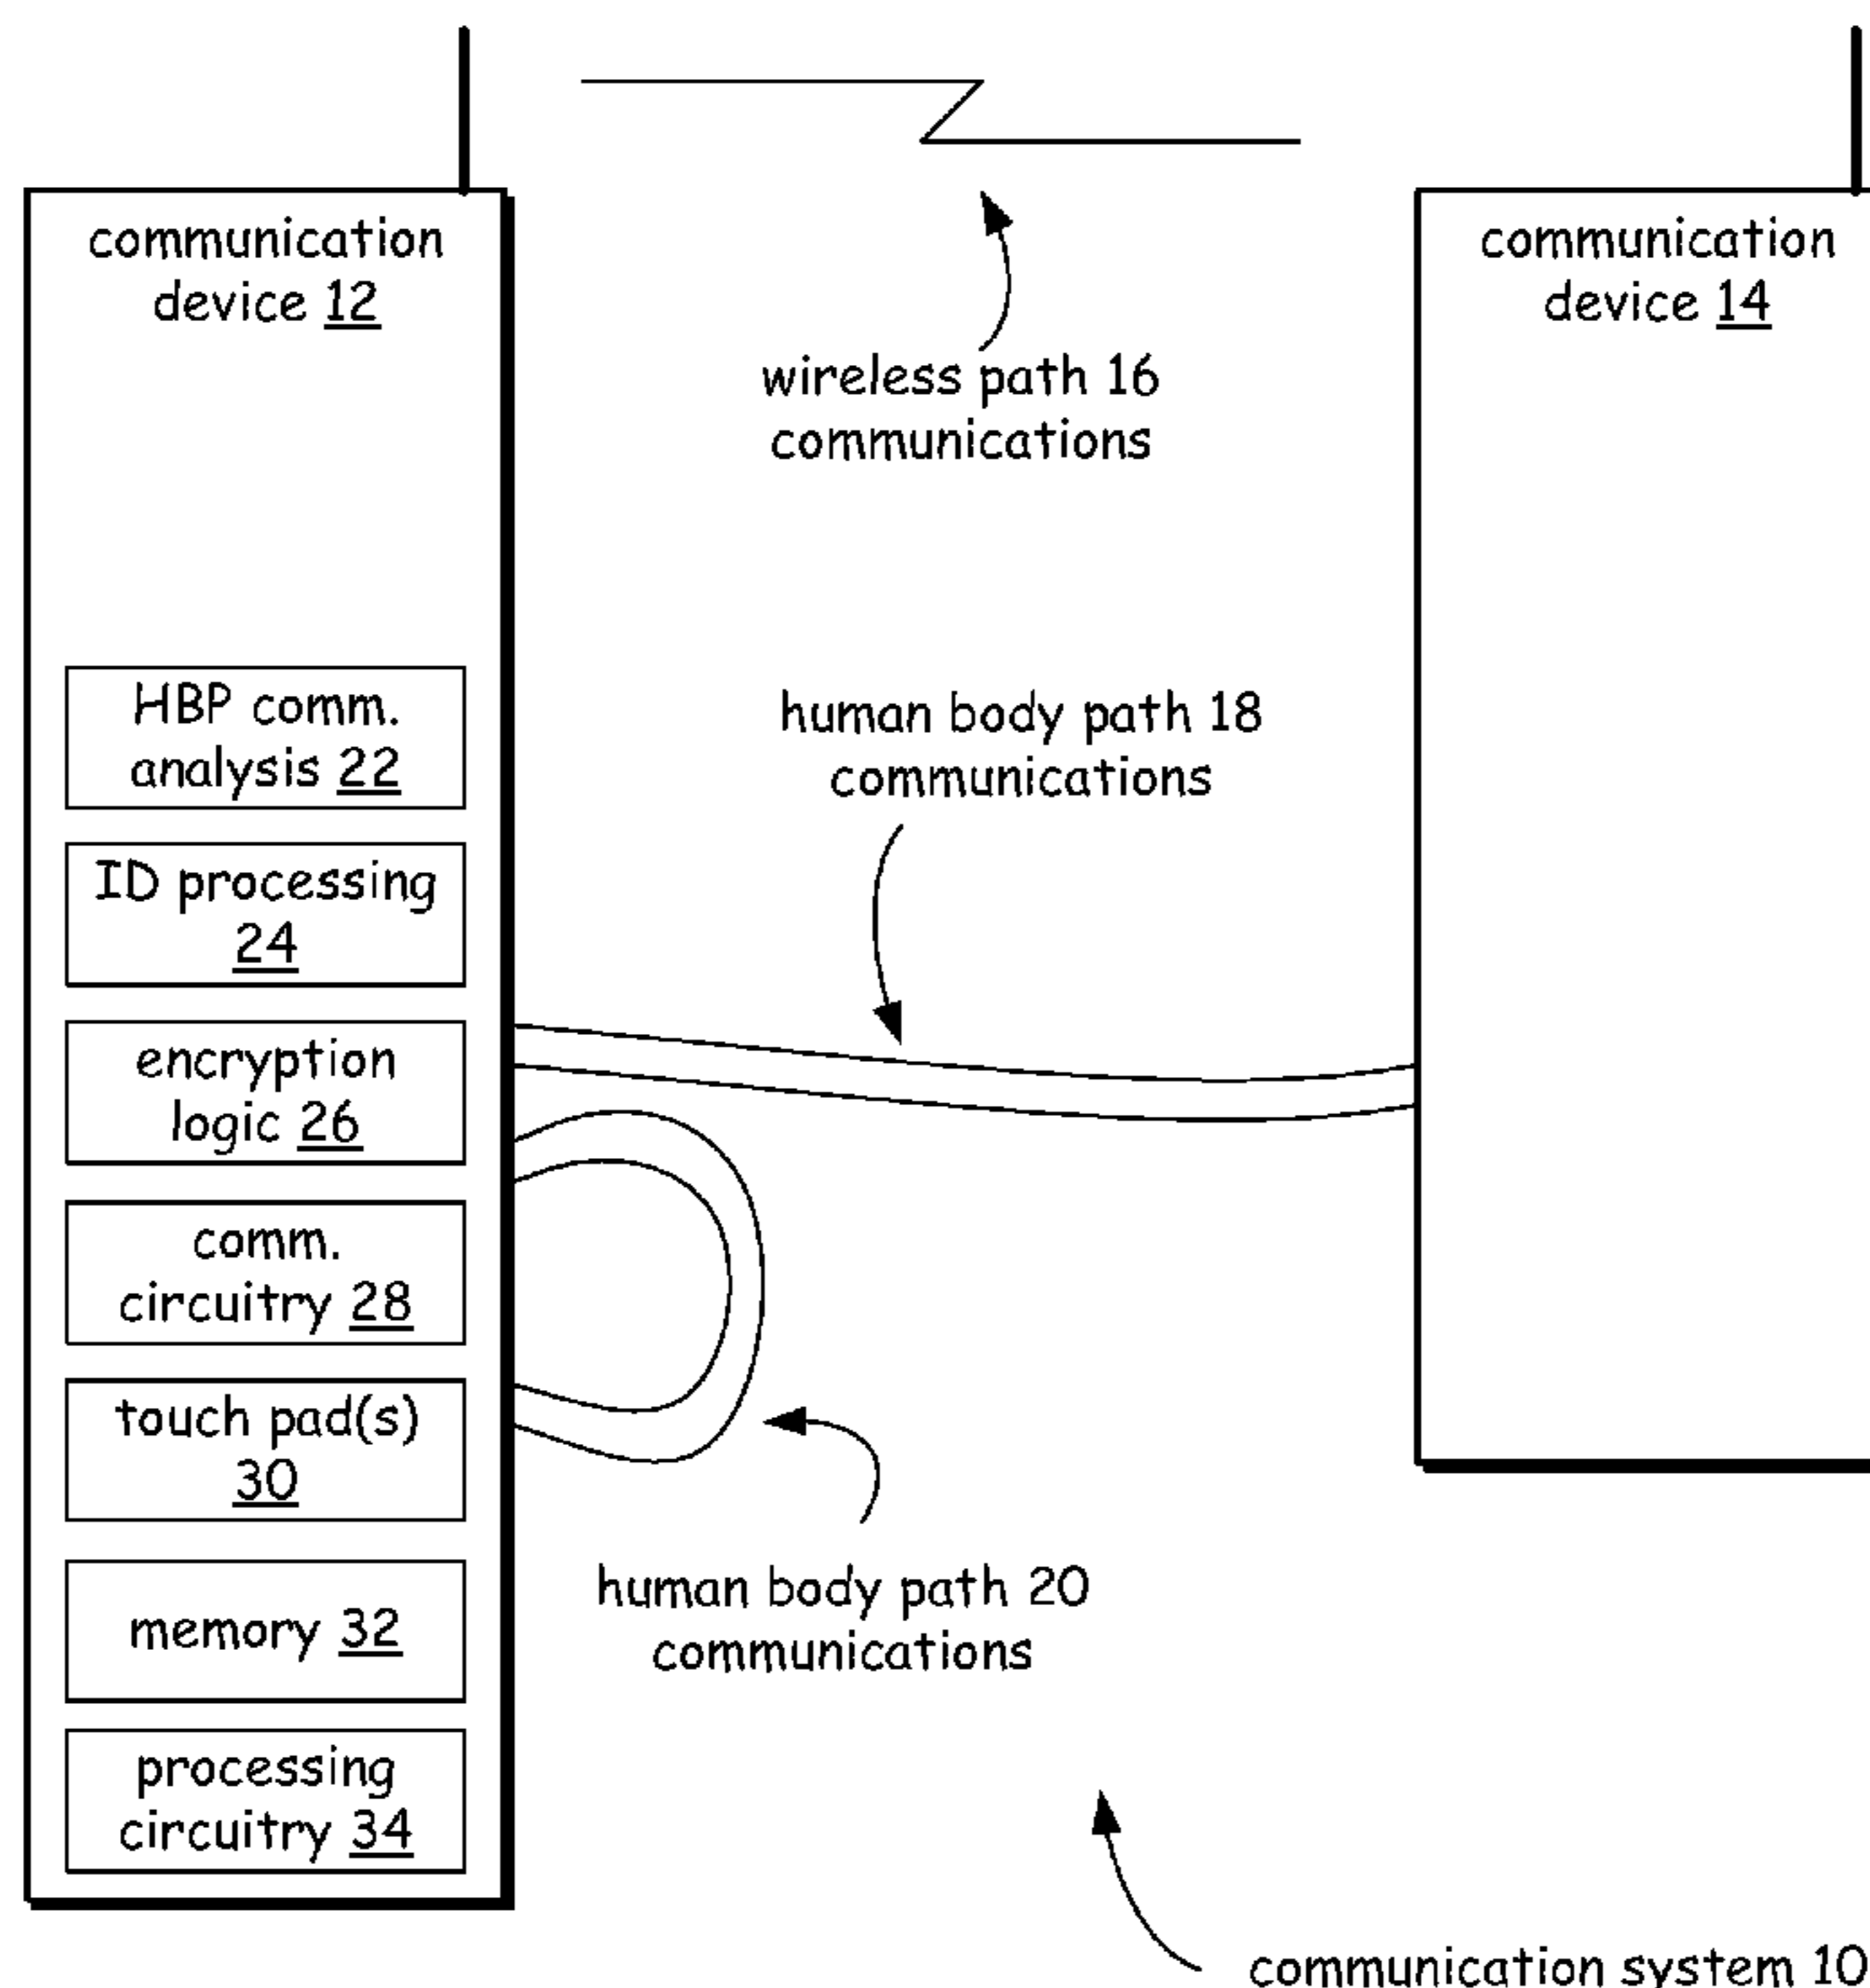 communication
device 12
communication
device 14
wireless path 16
communications
HBP comm.
analysis 22
human body path 18
communications
ID processing
24
encryption
logic 26
comm.
circuitry 28
touch pad(s)
30
human body path 20
communications
memory 32
processing
circuitry 34
communication system 10